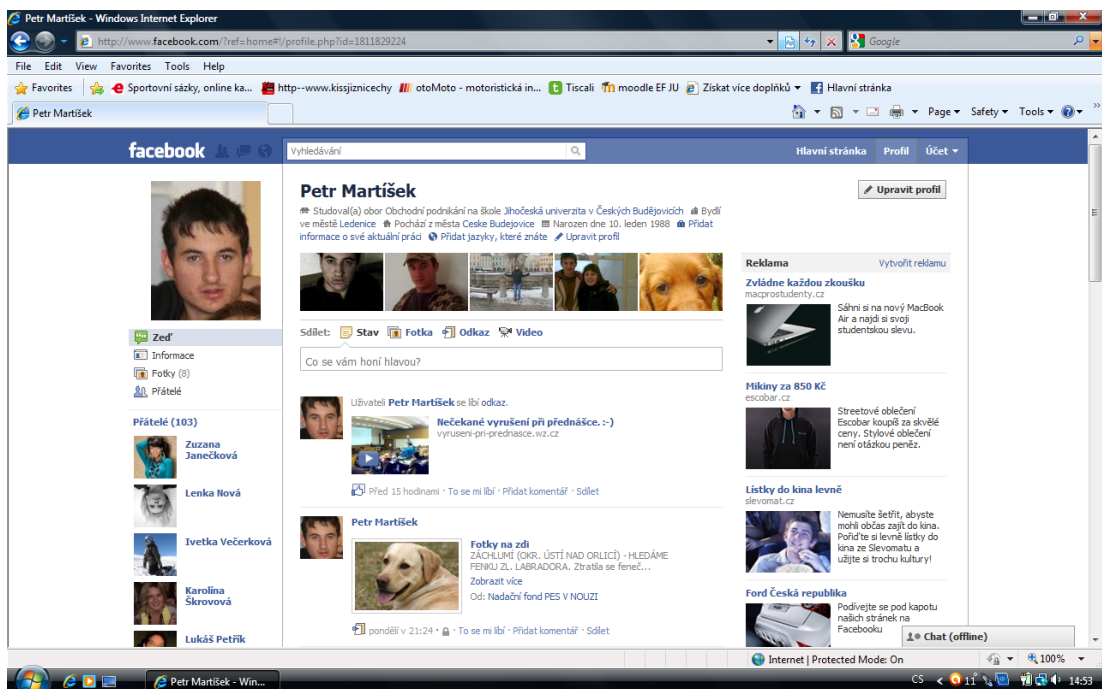 Petr Martíšek - Windows Internet Explorer
http://www.facebook.com/?ref=home#!/profile.php?id=1811829224
Google
File Edit View Favorites Tools Help
Favorites Sportovní sázky, online ka... http--www.kissjiznicechy otoMoto - motoristická in... Tiscali moodle EF JU Získat více doplňků Hlavní stránka
Petr Martíšek
Page Safety Tools
facebook
Vyhledávání
Hlavní stránka Profil Účet
Petr Martíšek
Upravit profil
Studoval(a) obor Obchodní podnikání na škole Jihočeská univerzita v Českých Budějovicích Bydlí
ve městě Ledenice Pochází z města Ceske Budejovice Narozen dne 10. leden 1988 Přidat
informace o své aktuální práci Přidat jazyky, které znáte Upravit profil
Zeď
Informace
Fotky (8)
Přátelé
Přátelé (103)
Zuzana
Janečková
Lenka Nová
Ivetka Večerková
Karolína
Škrovová
Lukáš Petřík
Sdílet: Stav Fotka Odkaz Video
Co se vám honí hlavou?
Uživateli Petr Martíšek se líbí odkaz.
Nečekané vyrušení při přednášce. :-)
vyruseni-pri-prednasce.wz.cz
Před 15 hodinami · To se mi líbí · Přidat komentář · Sdílet
Petr Martíšek
Fotky na zdi
ZÁCHLUMÍ (OKR. ÚSTÍ NAD ORLICÍ) - HLEDÁME
FENKU ZL. LABRADORA. Ztratila se feneč...
Zobrazit více
Od: Nadační fond PES V NOUZI
pondělí v 21:24 · To se mi líbí · Přidat komentář · Sdílet
Reklama Vytvořit reklamu
Zvládne každou zkoušku
macprostudenty.cz
Sáhni si na nový MacBook
Air a najdi si svoji
studentskou slevu.
Mikiny za 850 Kč
escobar.cz
Streetové oblečení
Escobar koupíš za skvělé
ceny. Stylové oblečení
není otázkou peněz.
Lístky do kina levně
slevomat.cz
Nemusíte šetřit, abyste
mohli občas zajít do kina.
Pořiďte si levně lístky do
kina ze Slevomatu a
užijte si trochu kultury!
Ford Česká republika
Podívejte se pod kapotu
našich stránek na
Facebooku
Chat (offline)
Internet | Protected Mode: On
100%
Petr Martíšek - Win...
CS
11°
14:53